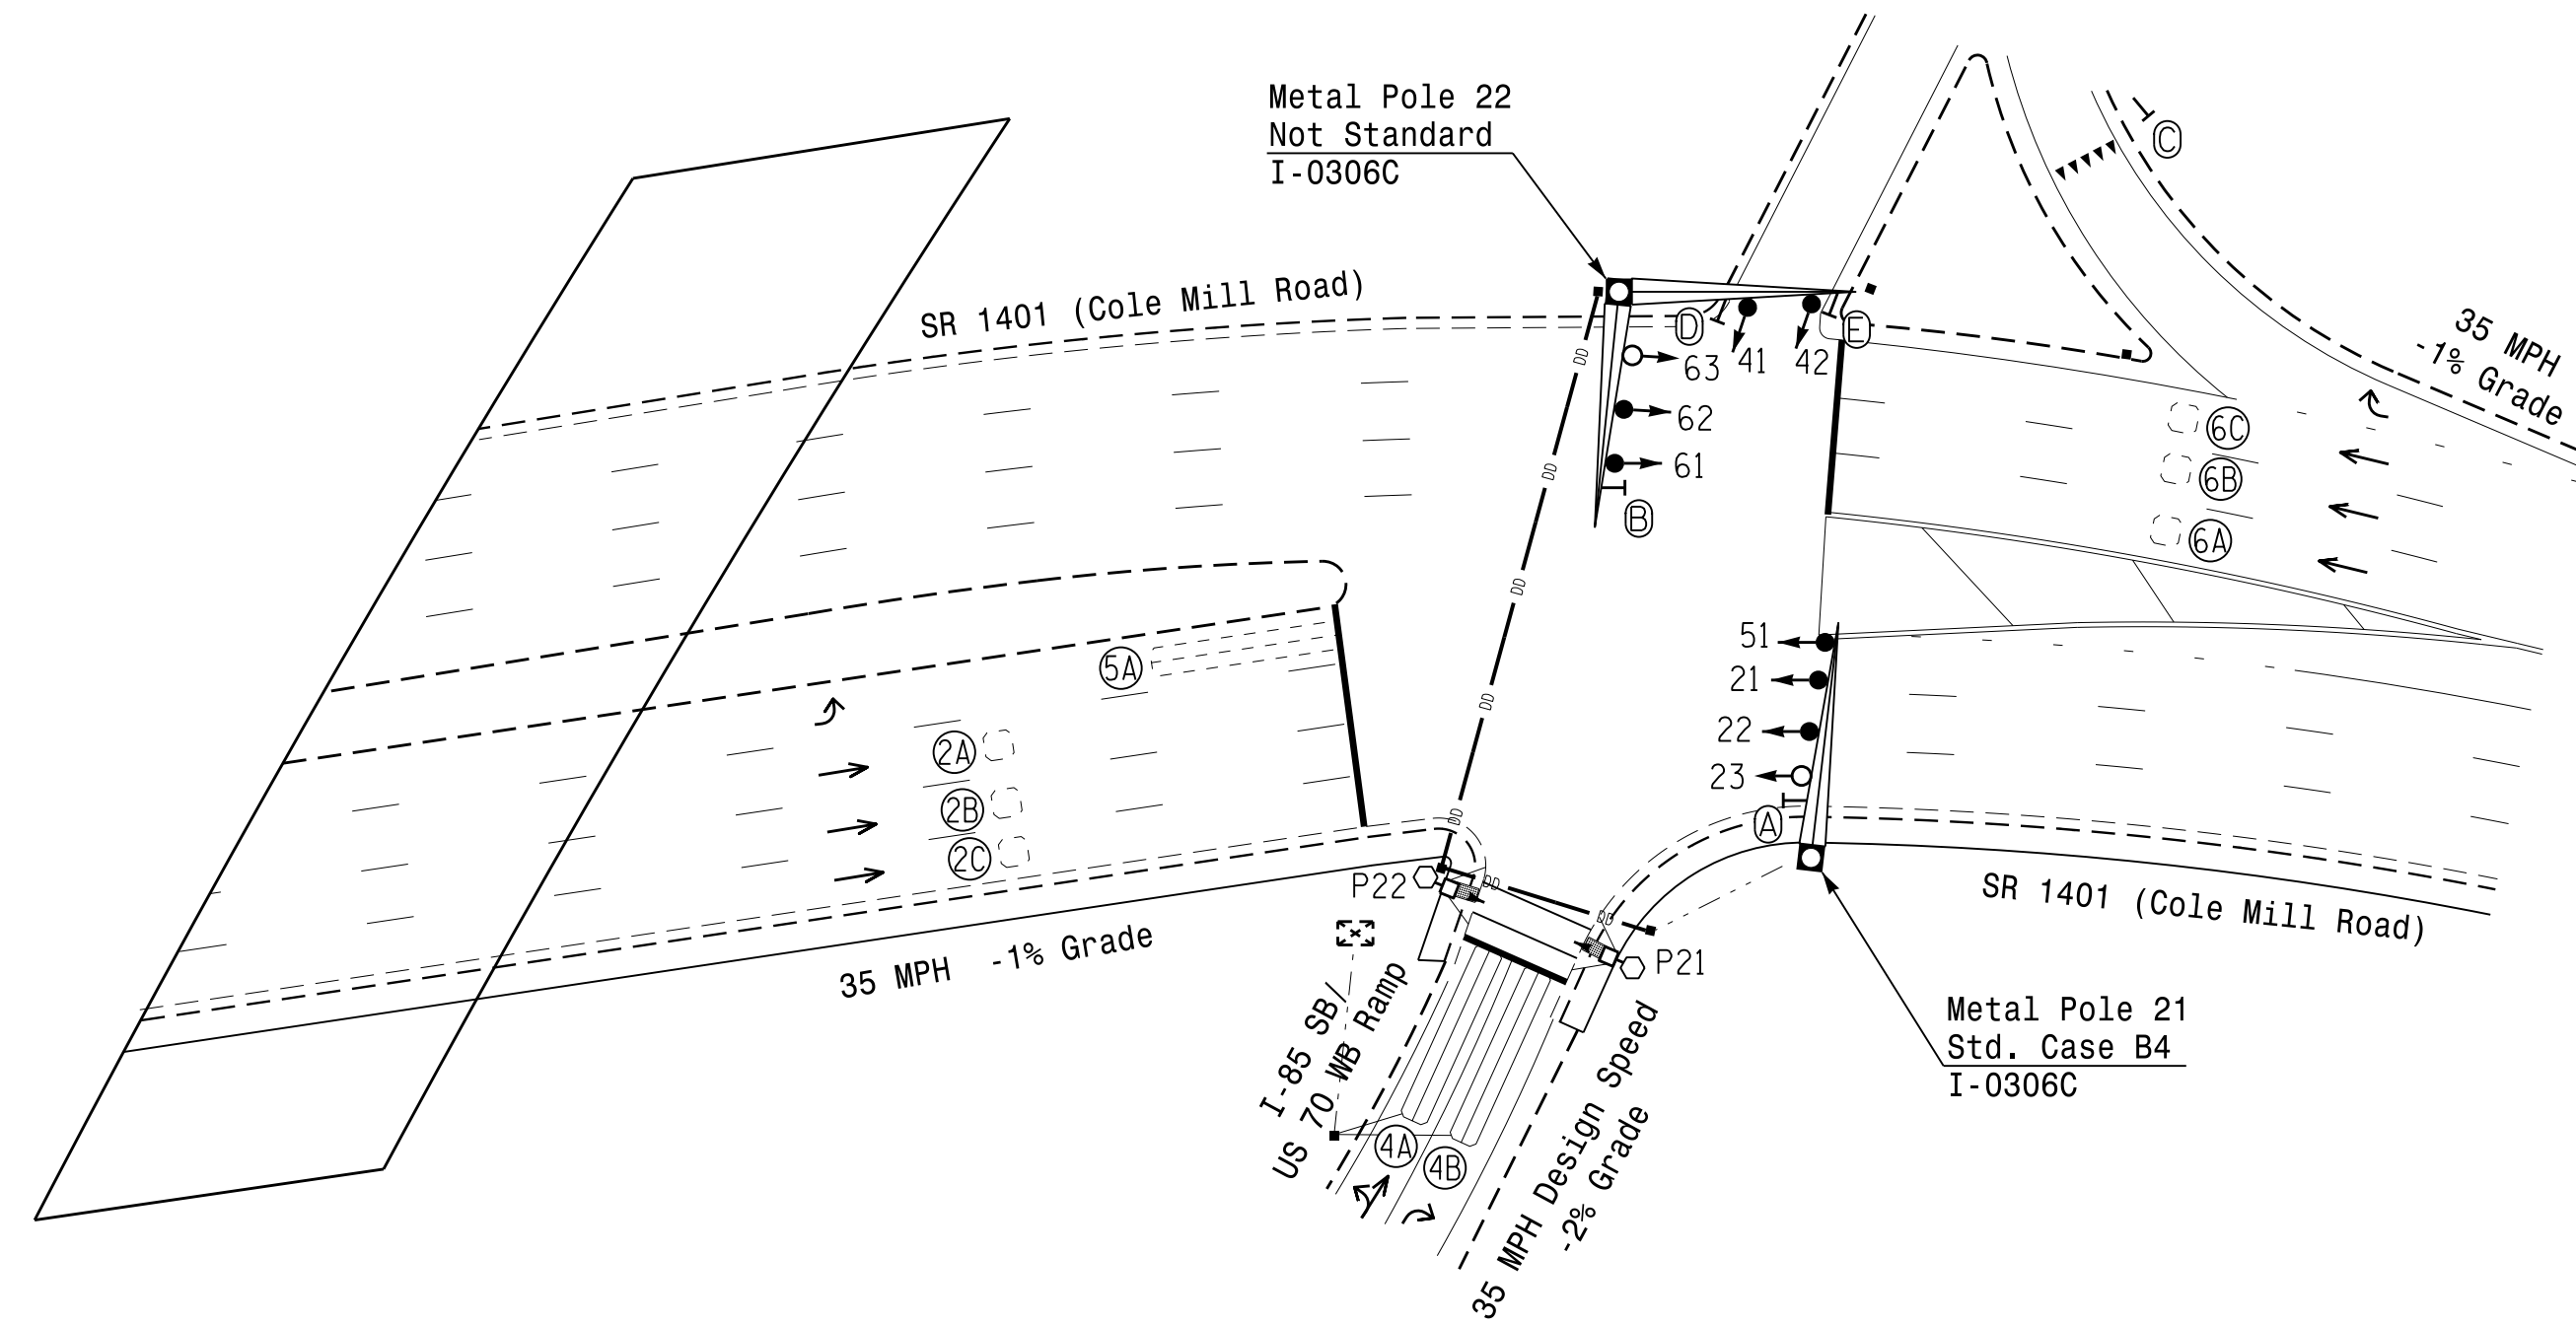 Metal Pole 22
Not Standard
I-0306C
C
SR 1401 (Cole Mill Road)
35 MPH
-1% Grade
D
E
63
41
42
62
61
B
6C
6B
6A
DD
DD
DD
DD
DD
5A
51
21
22
23
A
2A
2B
2C
P22
DD
DD
P21
SR 1401 (Cole Mill Road)
35 MPH -1% Grade
I-85 SB/
US 70 WB Ramp
4A
4B
35 MPH Design Speed
-2% Grade
Metal Pole 21
Std. Case B4
I-0306C